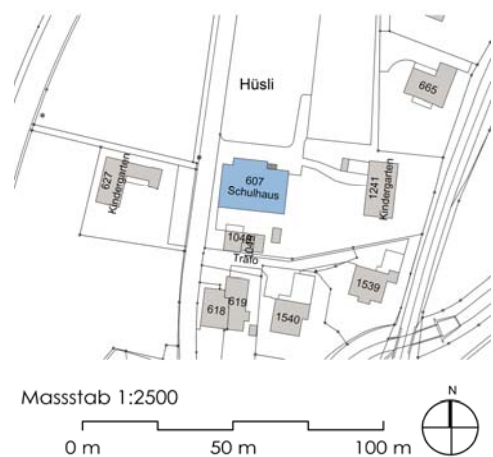 Hüsli
665
607
Schulhaus
627
Kindergarten
1241
Kindergarten
Trafo
1539
618
619
1540
Massstab 1:2500
N
0 m 50 m 100 m